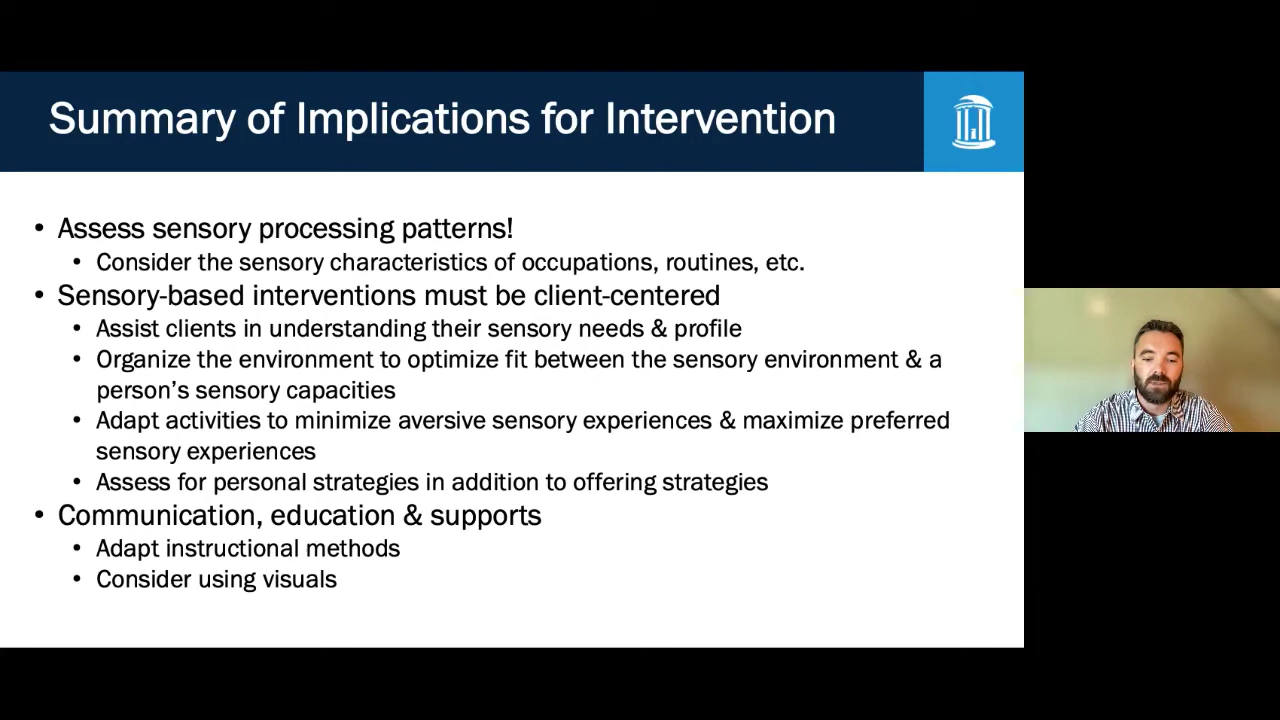 Summary of Implications for Intervention
• Assess sensory processing patterns!
• Consider the sensory characteristics of occupations, routines, etc.
• Sensory-based interventions must be client-centered
• Assist clients in understanding their sensory needs & profile
• Organize the environment to optimize fit between the sensory environment & a
person’s sensory capacities
• Adapt activities to minimize aversive sensory experiences & maximize preferred
sensory experiences
• Assess for personal strategies in addition to offering strategies
• Communication, education & supports
• Adapt instructional methods
• Consider using visuals